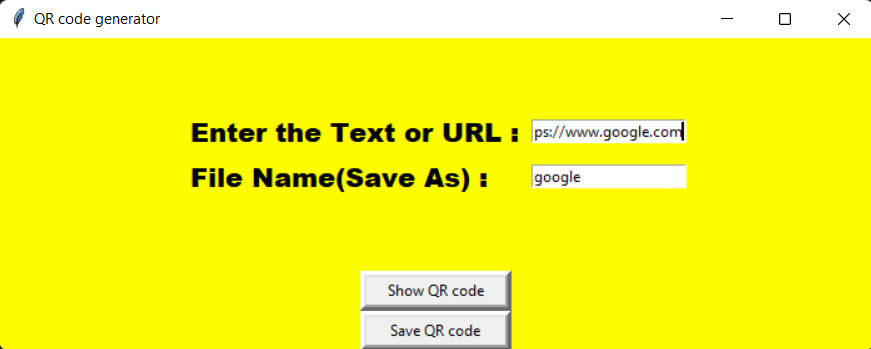 QR code generator
Enter the Text or URL : ps://www.google.com
File Name(Save As) : google
Show QR code
Save QR code